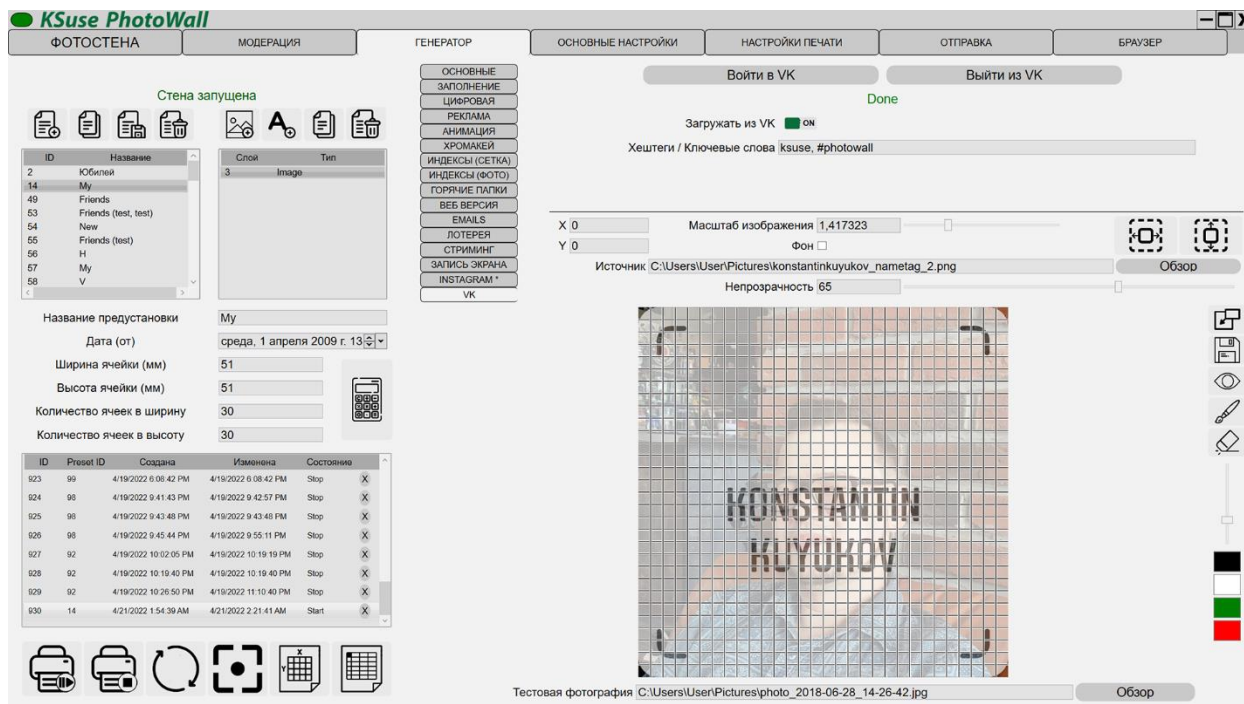 KSuse PhotoWall
ФОТОСТЕНА МОДЕРАЦИЯ ГЕНЕРАТОР ОСНОВНЫЕ НАСТРОЙКИ НАСТРОЙКИ ПЕЧАТИ ОТПРАВКА БРАУЗЕР
Стена запущена
ID Название
2 Юбилей
14 My
49 Friends
53 Friends (test, test)
54 New
55 Friends (test)
56 H
57 My
58 V
Слой Тип
3 Image
Название предустановки My
Дата (от) среда, 1 апреля 2009 г. 13
Ширина ячейки (мм) 51
Высота ячейки (мм) 51
Количество ячеек в ширину 30
Количество ячеек в высоту 30
ID Preset ID Создана Изменена Состояние
923 99 4/19/2022 6:08:42 PM 4/19/2022 6:08:42 PM Stop X
924 98 4/19/2022 9:41:43 PM 4/19/2022 9:42:57 PM Stop X
925 98 4/19/2022 9:43:48 PM 4/19/2022 9:43:48 PM Stop X
926 98 4/19/2022 9:45:44 PM 4/19/2022 9:55:11 PM Stop X
927 92 4/19/2022 10:02:05 PM 4/19/2022 10:19:19 PM Stop X
928 92 4/19/2022 10:19:40 PM 4/19/2022 10:19:40 PM Stop X
929 92 4/19/2022 10:26:50 PM 4/19/2022 11:10:40 PM Stop X
930 14 4/21/2022 1:54:39 AM 4/21/2022 2:21:41 AM Start X
X
Y
ОСНОВНЫЕ
ЗАПОЛНЕНИЕ
ЦИФРОВАЯ
РЕКЛАМА
АНИМАЦИЯ
ХРОМАКЕЙ
ИНДЕКСЫ (СЕТКА)
ИНДЕКСЫ (ФОТО)
ГОРЯЧИЕ ПАПКИ
ВЕБ ВЕРСИЯ
EMAILS
ЛОТЕРЕЯ
СТРИМИНГ
ЗАПИСЬ ЭКРАНА
INSTAGRAM *
VK
Войти в VK Выйти из VK
Done
Загружать из VK ON
Хештеги / Ключевые слова ksuse, #photowall
X 0 Масштаб изображения 1,417323
Y 0 Фон
Источник C:\Users\User\Pictures\konstantinkuyukov_nametag_2.png Обзор
Непрозрачность 65
KONSTANTIN
KUYUKOV
Тестовая фотография C:\Users\User\Pictures\photo_2018-06-28_14-26-42.jpg Обзор